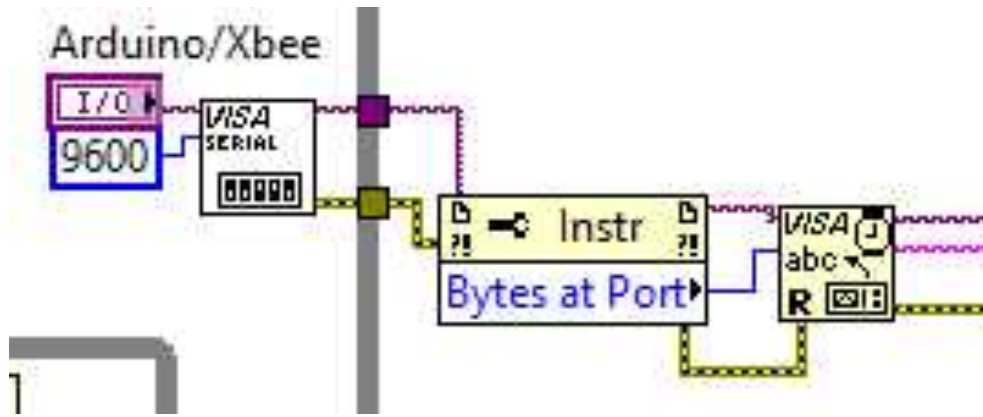 Arduino/Xbee
I/O
9600
VISA
SERIAL
Instr
Bytes at Port
VISA
abc
R